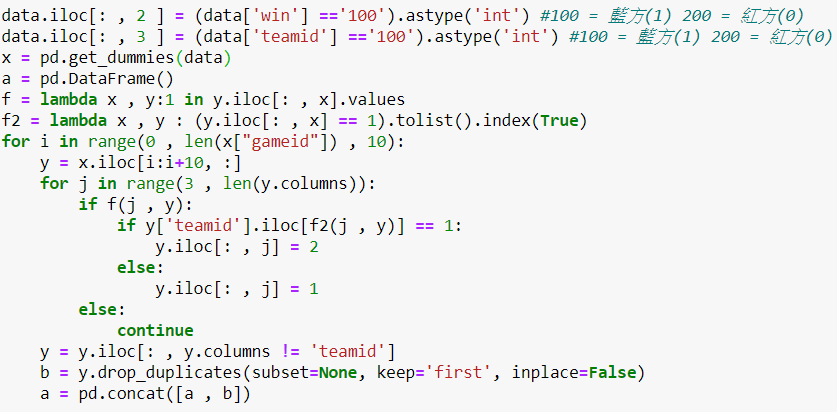 data.iloc[: , 2 ] = (data['win'] =='100').astype('int') #100 = 藍方(1) 200 = 紅方(0)
data.iloc[: , 3 ] = (data['teamid'] =='100').astype('int') #100 = 藍方(1) 200 = 紅方(0)
x = pd.get_dummies(data)
a = pd.DataFrame()
f = lambda x , y:1 in y.iloc[: , x].values
f2 = lambda x , y : (y.iloc[: , x] == 1).tolist().index(True)
for i in range(0 , len(x["gameid"]) , 10):
    y = x.iloc[i:i+10, :]
    for j in range(3 , len(y.columns)):
        if f(j , y):
            if y['teamid'].iloc[f2(j , y)] == 1:
                y.iloc[: , j] = 2
            else:
                y.iloc[: , j] = 1
        else:
            continue
    y = y.iloc[: , y.columns != 'teamid']
    b = y.drop_duplicates(subset=None, keep='first', inplace=False)
    a = pd.concat([a , b])